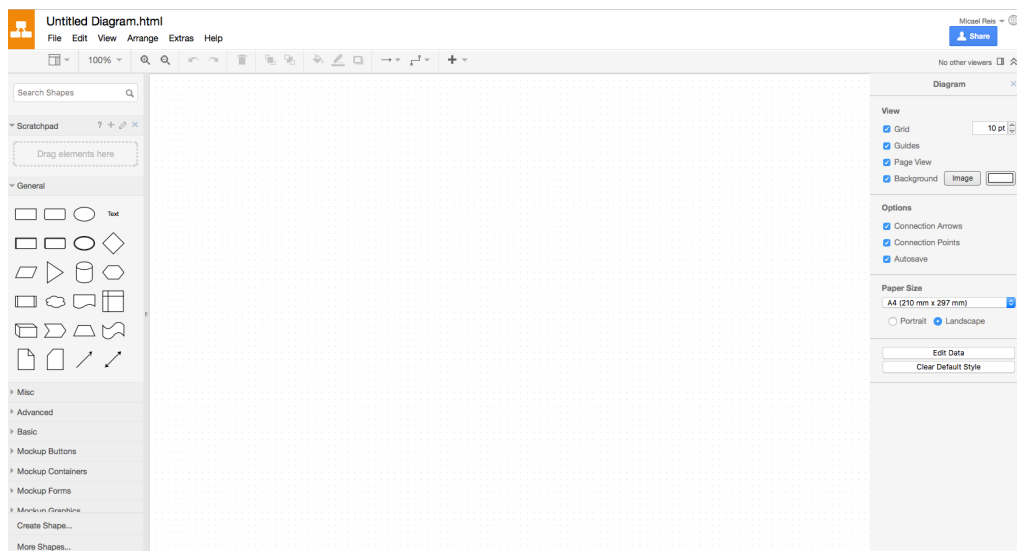 Untitled Diagram.html
Micael Reis
File Edit View Arrange Extras Help
Share
100%
No other viewers
Search Shapes
Scratchpad
?
Drag elements here
General
Text
Misc
Advanced
Basic
Mockup Buttons
Mockup Containers
Mockup Forms
Mockup Graphics
Create Shape...
More Shapes...
Diagram
View
Grid 10 pt
Guides
Page View
Background Image
Options
Connection Arrows
Connection Points
Autosave
Paper Size
A4 (210 mm x 297 mm)
Portrait Landscape
Edit Data
Clear Default Style